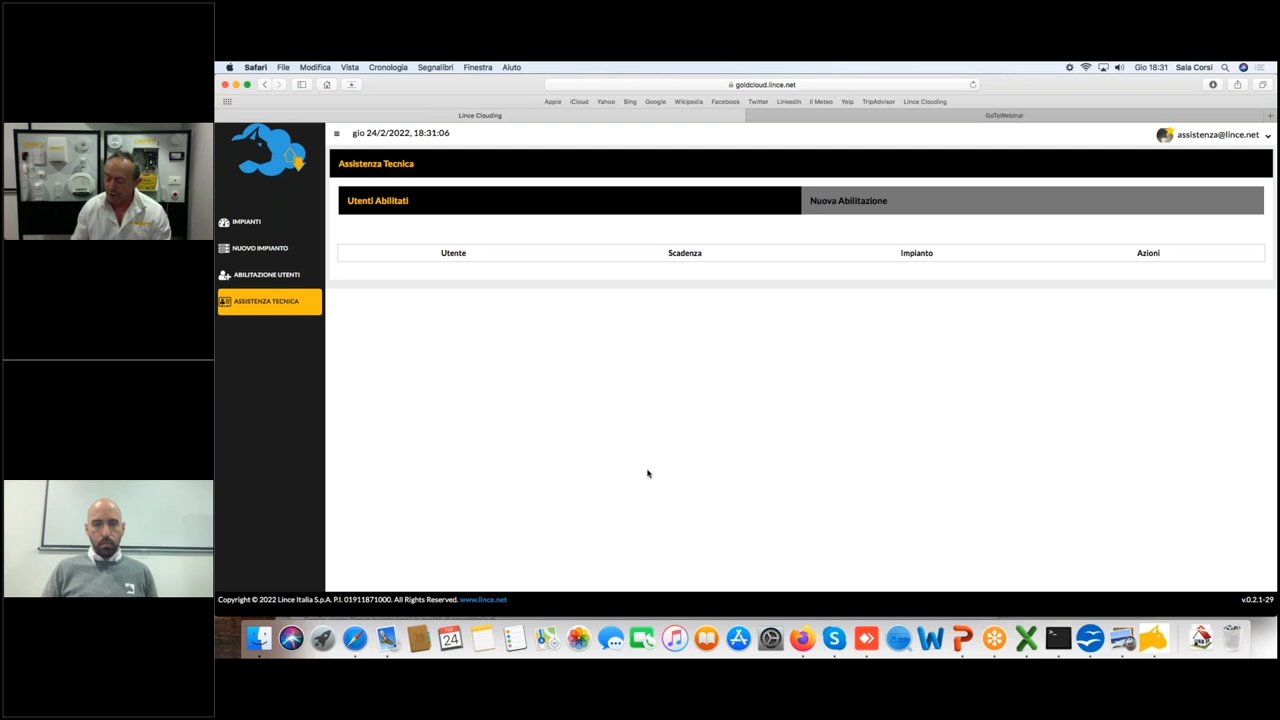 Safari File Modifica Vista Cronologia Segnalibri Finestra Aiuto Gio 18:31 Sala Corsi
goldcloud.lince.net
Apple iCloud Yahoo Bing Google Wikipedia Facebook Twitter LinkedIn Il Meteo Yelp TripAdvisor Lince Clouding
Lince Clouding GoToWebinar
gio 24/2/2022, 18:31:06 assistenza@lince.net
Assistenza Tecnica
Utenti Abilitati Nuova Abilitazione
IMPIANTI
NUOVO IMPIANTO
ABILITAZIONE UTENTI
ASSISTENZA TECNICA
Utente Scadenza Impianto Azioni
Copyright © 2022 Lince Italia S.p.A. P.I. 01911871000. All Rights Reserved. www.lince.net v.0.2.1-29
24